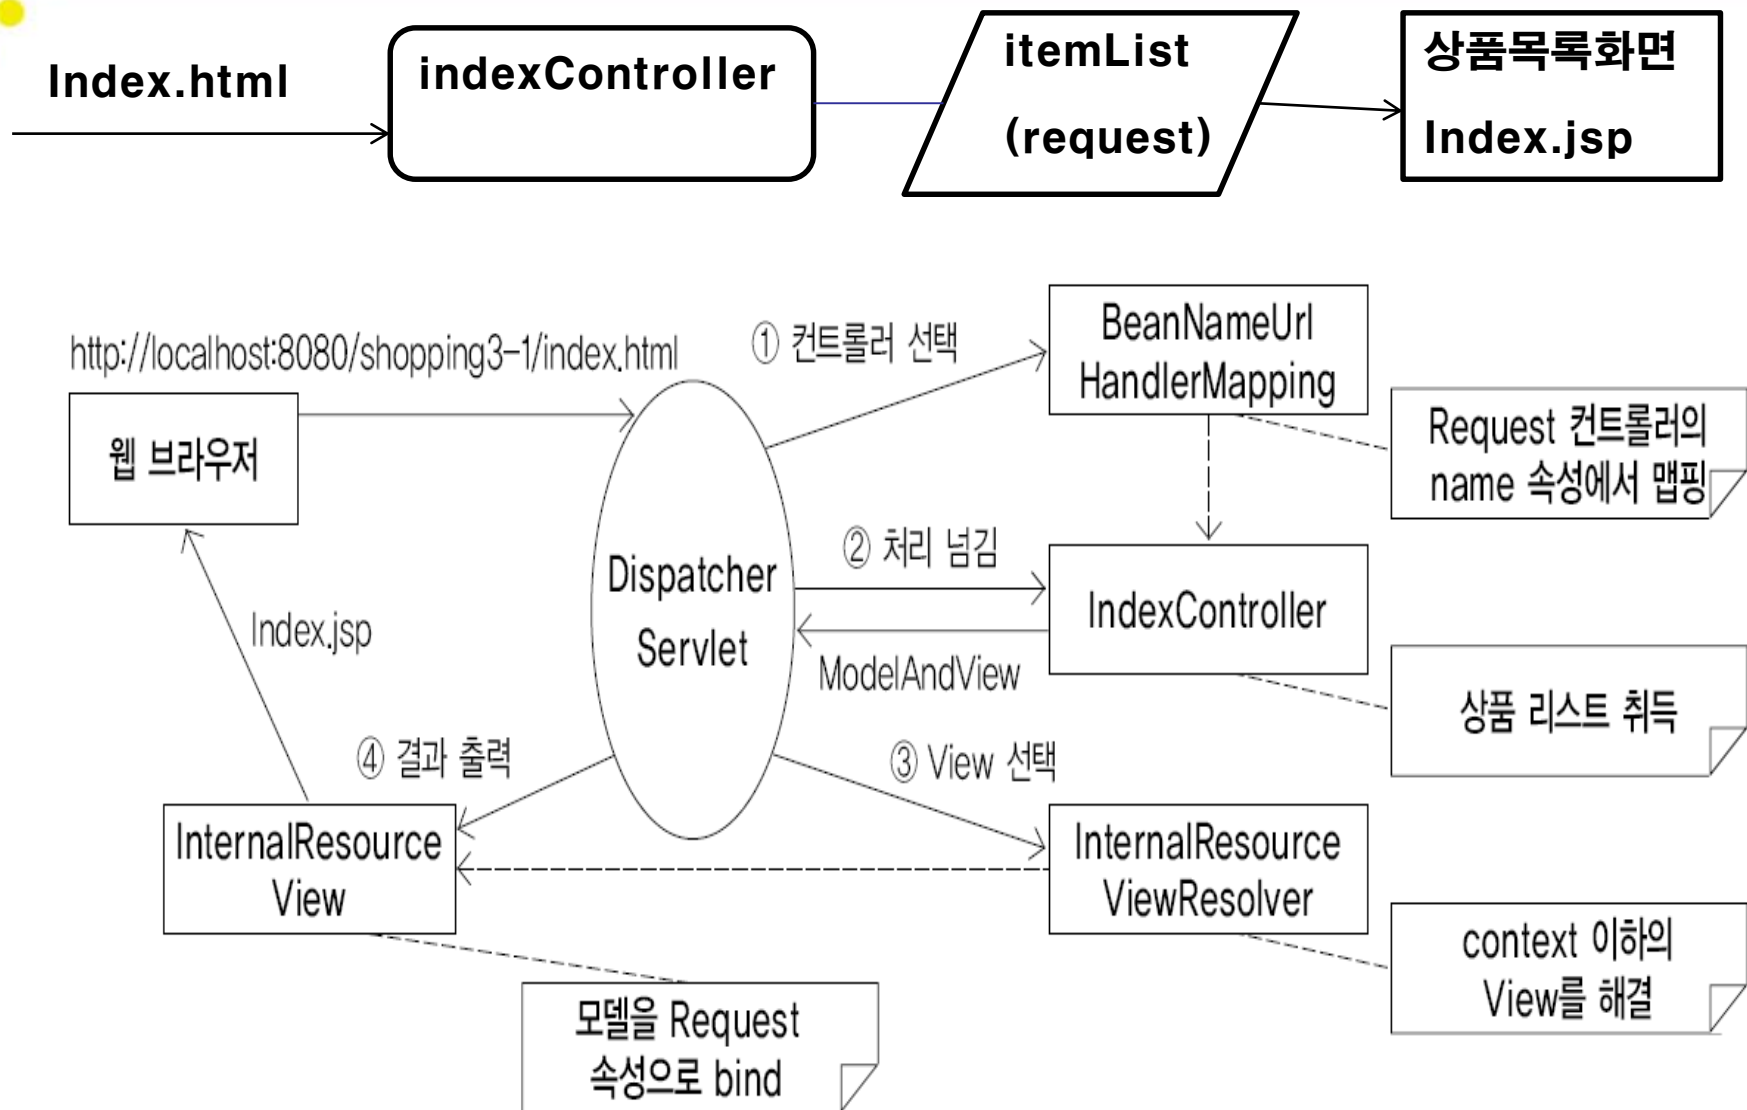 Index.html
indexController
itemList
(request)
상품목록화면
Index.jsp
http://localhost:8080/shopping3-1/index.html
① 컨트롤러 선택
BeanNameUrl
HandlerMapping
Request 컨트롤러의
name 속성에서 맵핑
웹 브라우저
② 처리 넘김
Dispatcher
Servlet
IndexController
ModelAndView
Index.jsp
상품 리스트 취득
④ 결과 출력
③ View 선택
InternalResource
View
InternalResource
ViewResolver
context 이하의
View를 해결
모델을 Request
속성으로 bind